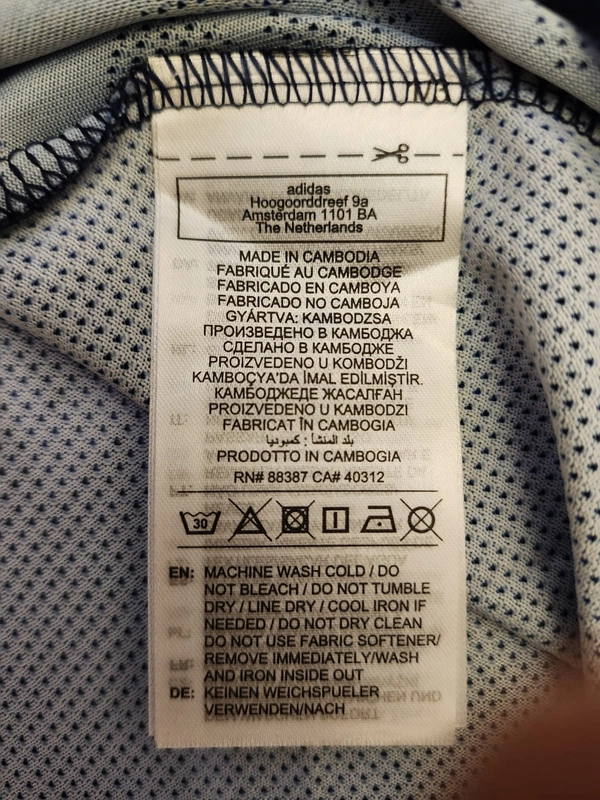 adidas
Hoogoorddreef 9a
Amsterdam 1101 BA
The Netherlands
MADE IN CAMBODIA
FABRIQUÉ AU CAMBODGE
FABRICADO EN CAMBOYA
FABRICADO NO CAMBOJA
GYÁRTVA: KAMBODZSA
ПРОИЗВЕДЕНО В КАМБОДЖА
СДЕЛАНО В КАМБОДЖЕ
PROIZVEDENO U KOMBODŽI
KAMBOÇYA'DA İMAL EDİLMİŞTİR.
КАМБОДЖЕДЕ ЖАСАЛҒАН
PROIZVEDENO U KAMBODZI
FABRICAT ÎN CAMBOGIA
بلد المنشأ : كمبوديا
PRODOTTO IN CAMBOGIA
RN# 88387 CA# 40312
30
EN: MACHINE WASH COLD / DO
NOT BLEACH / DO NOT TUMBLE
DRY / LINE DRY / COOL IRON IF
NEEDED / DO NOT DRY CLEAN
DO NOT USE FABRIC SOFTENER/
REMOVE IMMEDIATELY/WASH
AND IRON INSIDE OUT
DE: KEINEN WEICHSPUELER
VERWENDEN/NACH